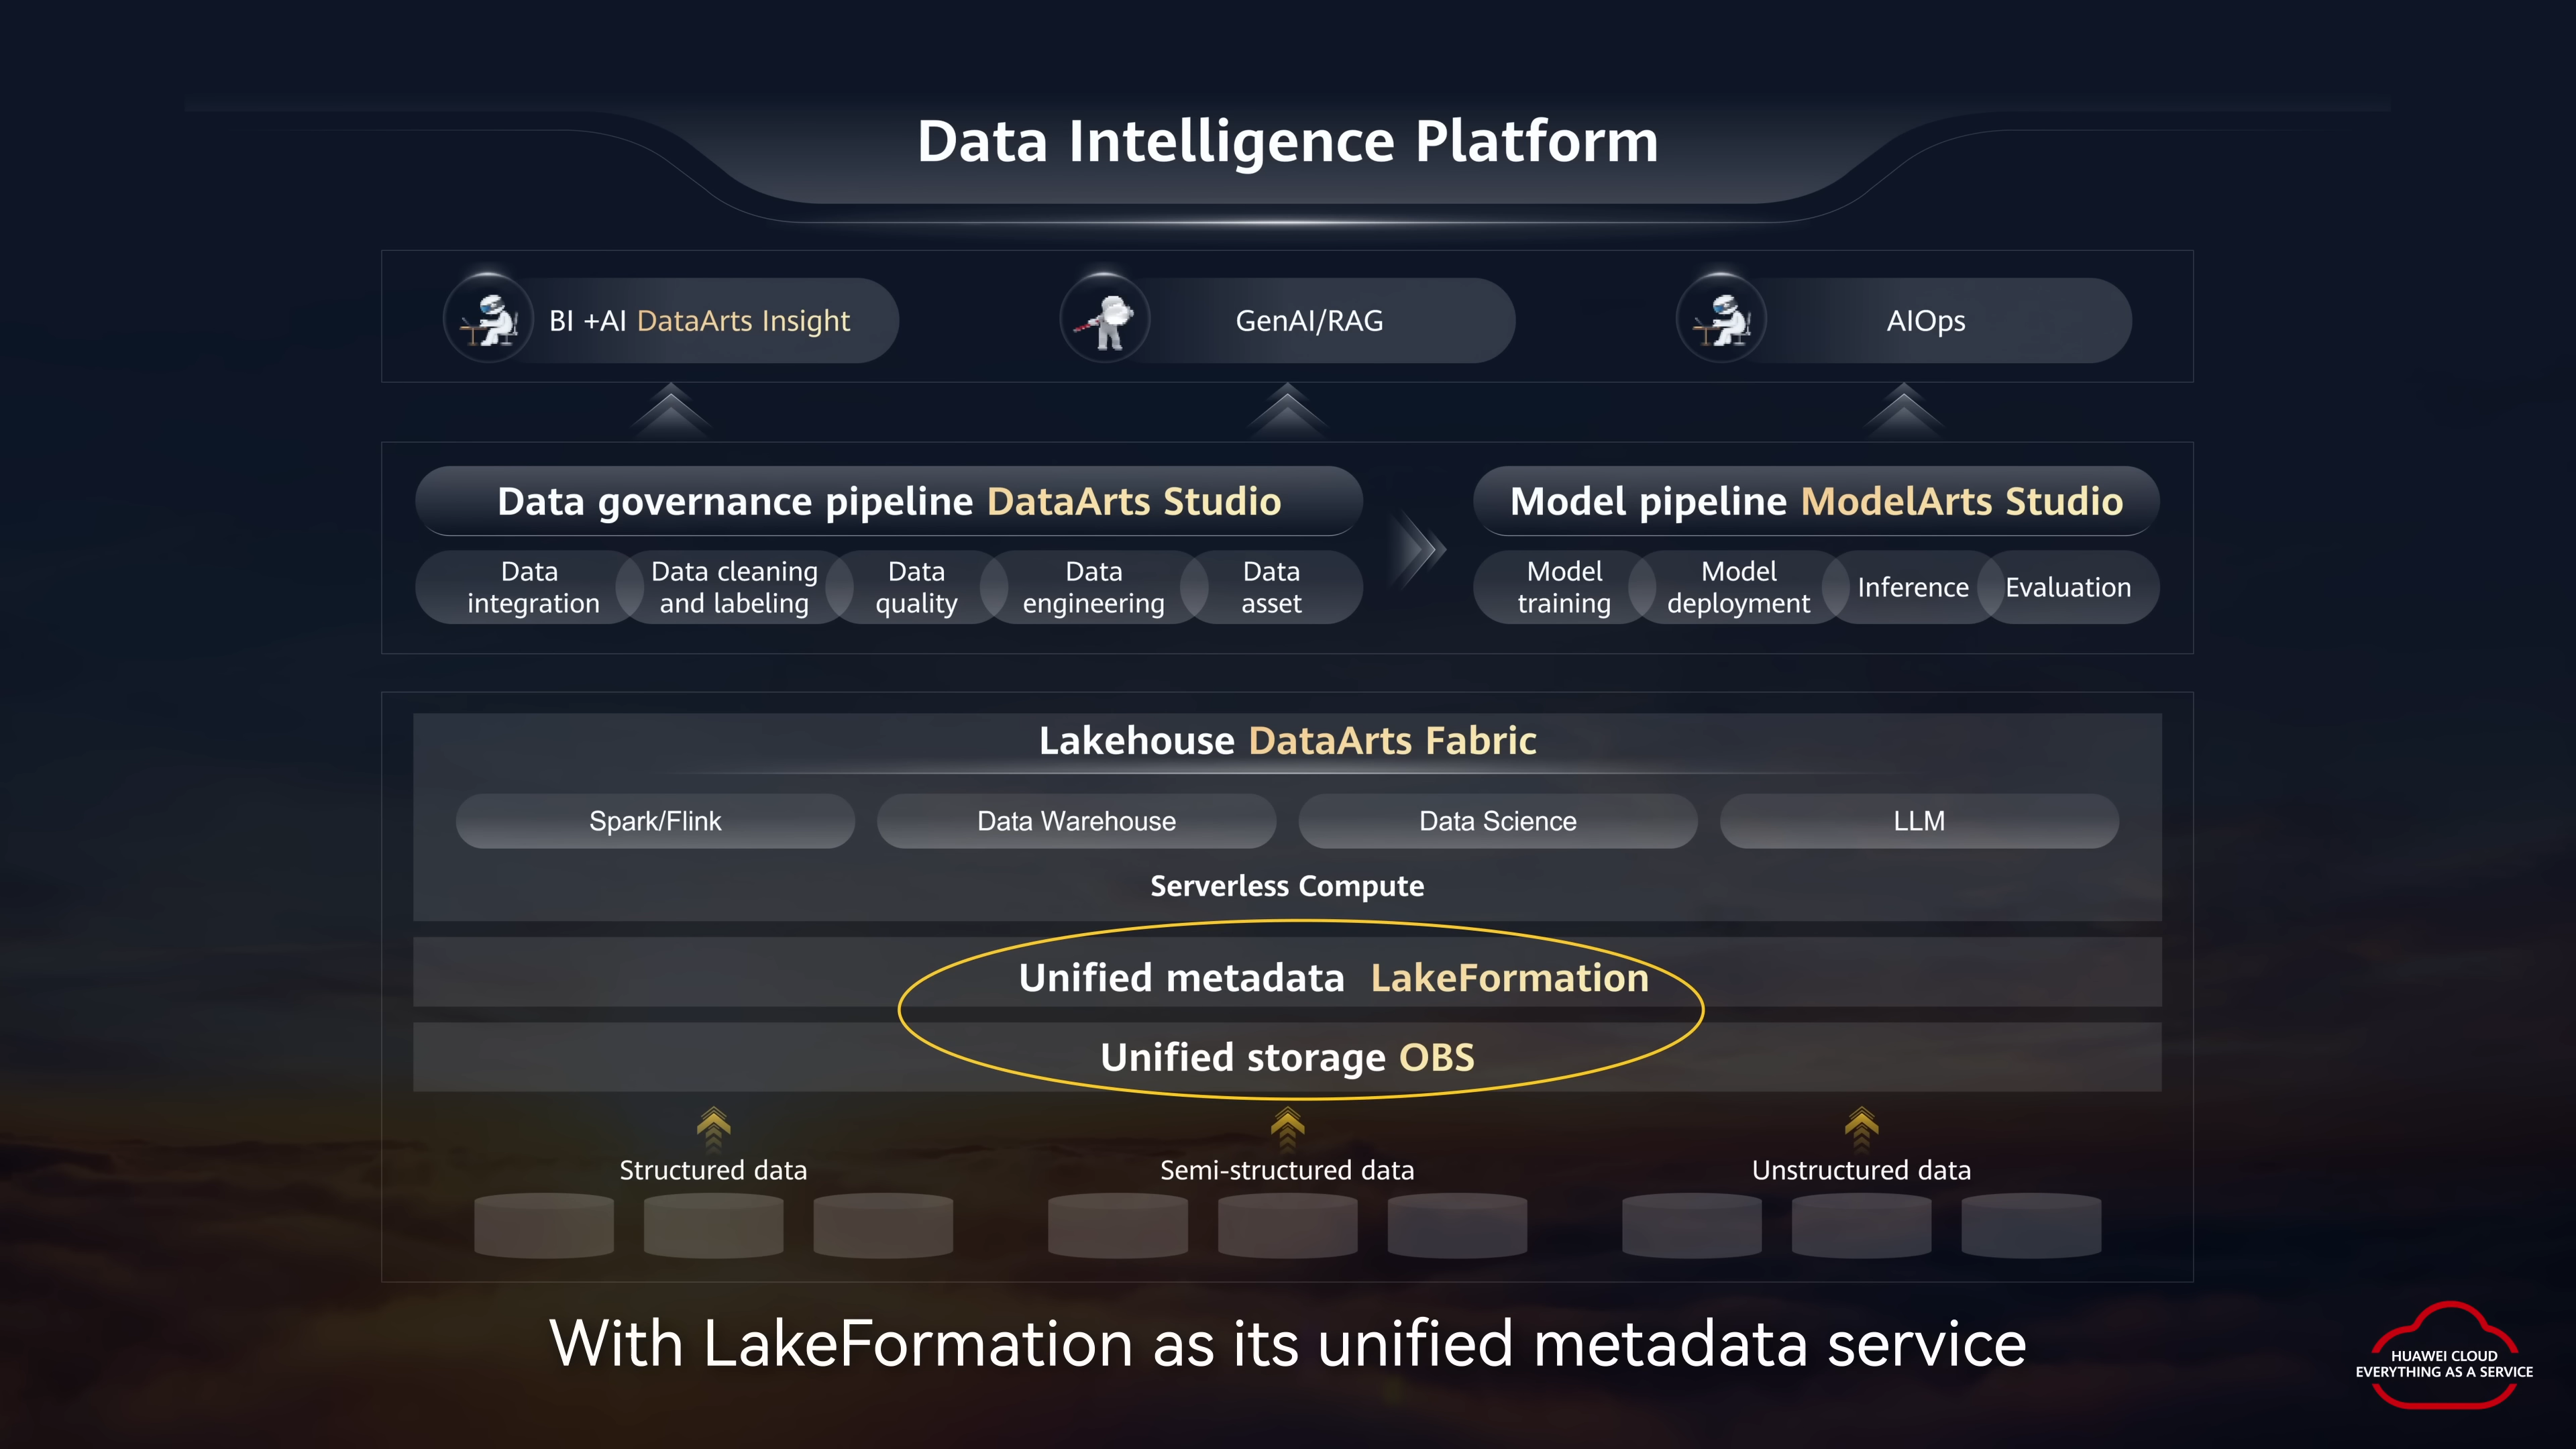 Data Intelligence Platform
BI +AI DataArts Insight
GenAI/RAG
AIOps
Data governance pipeline DataArts Studio
Data
integration
Data cleaning
and labeling
Data
quality
Data
engineering
Data
asset
Model pipeline ModelArts Studio
Model
training
Model
deployment
Inference
Evaluation
Lakehouse DataArts Fabric
Spark/Flink
Data Warehouse
Data Science
LLM
Serverless Compute
Unified metadata LakeFormation
Unified storage OBS
Structured data
Semi-structured data
Unstructured data
With LakeFormation as its unified metadata service
HUAWEI CLOUD
EVERYTHING AS A SERVICE